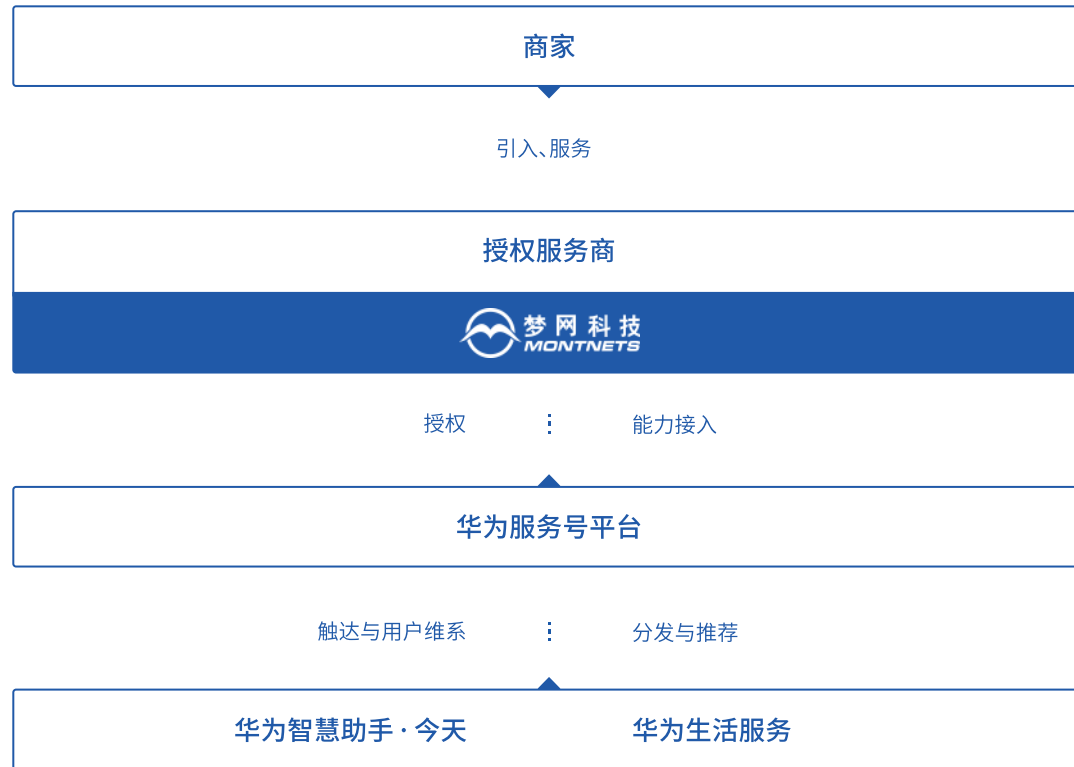 商家
引入、服务
授权服务商
梦网科技
MONTNETS
授权
能力接入
华为服务号平台
触达与用户维系
分发与推荐
华为智慧助手·今天
华为生活服务